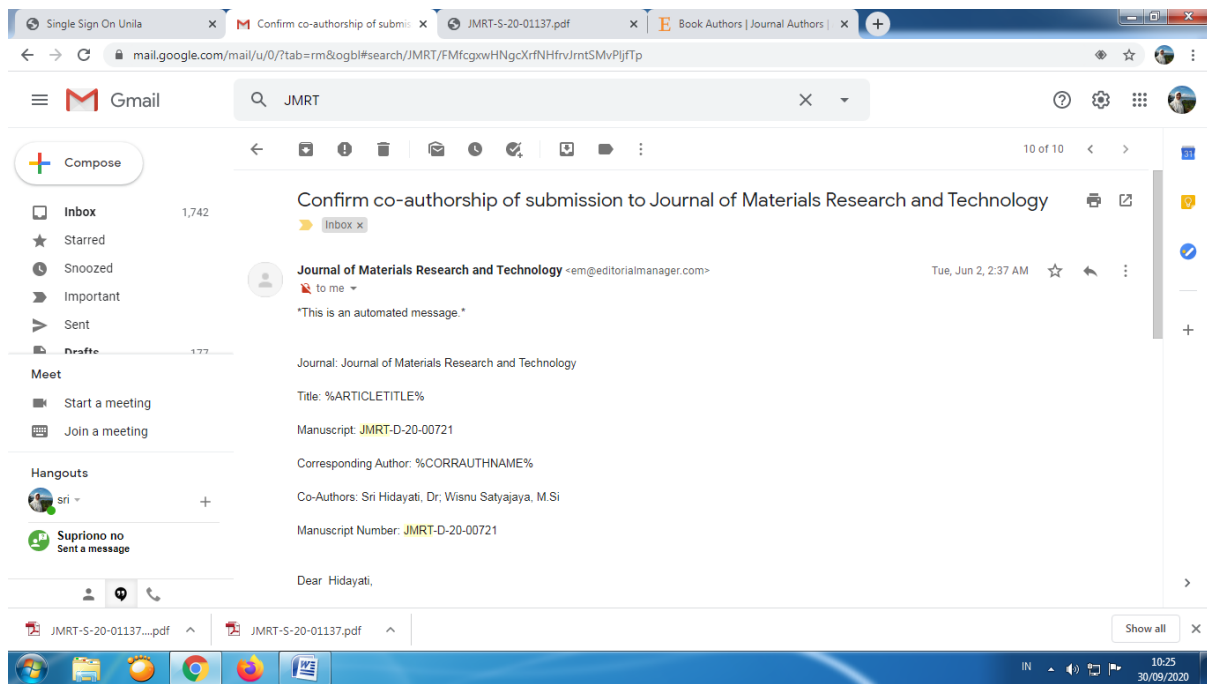 Single Sign On Unila
Confirm co-authorship of submis
JMRT-S-20-01137.pdf
Book Authors | Journal Authors |
mail.google.com/mail/u/0/?tab=rm&ogbl#search/JMRT/FMfcgxwHNgcXrfNHfrvJrntSMvPljfTp
Gmail
JMRT
Compose
10 of 10
31
Confirm co-authorship of submission to Journal of Materials Research and Technology
Inbox x
Inbox 1,742
Starred
Snoozed
Important
Sent
Drafts 177
Journal of Materials Research and Technology <em@editorialmanager.com>
Tue, Jun 2, 2:37 AM
to me
*This is an automated message.*
Journal: Journal of Materials Research and Technology
Title: %ARTICLETITLE%
Manuscript: JMRT-D-20-00721
Corresponding Author: %CORRAUTHNAME%
Co-Authors: Sri Hidayati, Dr; Wisnu Satyajaya, M.Si
Manuscript Number: JMRT-D-20-00721
Dear Hidayati,
Meet
Start a meeting
Join a meeting
Hangouts
sri
Supriono no
Sent a message
JMRT-S-20-01137....pdf
JMRT-S-20-01137.pdf
Show all
IN
10:25
30/09/2020